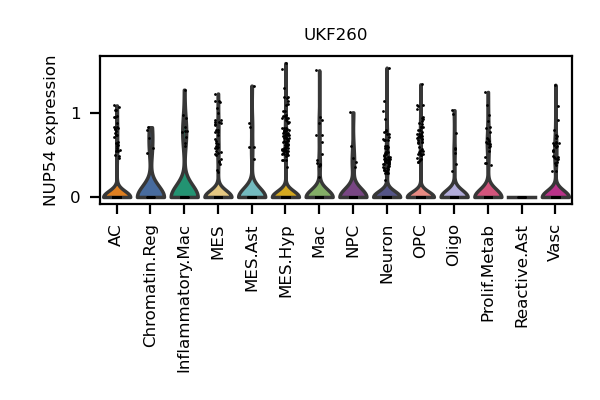 UKF260
NUP54 expression
1
0
AC
Chromatin.Reg
Inflammatory.Mac
MES
MES.Ast
MES.Hyp
Mac
NPC
Neuron
OPC
Oligo
Prolif.Metab
Reactive.Ast
Vasc